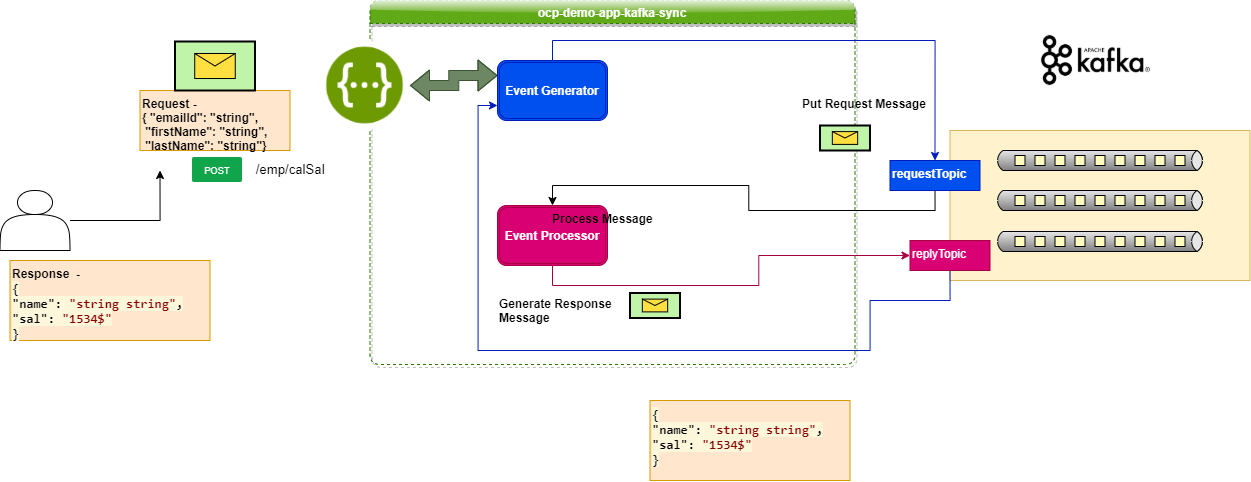 ocp-demo-app-kafka-sync
Request -
{ "emailId": "string",
"firstName": "string",
"lastName": "string"}
POST
/emp/calSal
{···}
Event Generator
Put Request Message
APACHE
kafka®
requestTopic
Process Message
Event Processor
replyTopic
Generate Response
Message
Response -
{
"name": "string string",
"sal": "1534$"
}
{
"name": "string string",
"sal": "1534$"
}